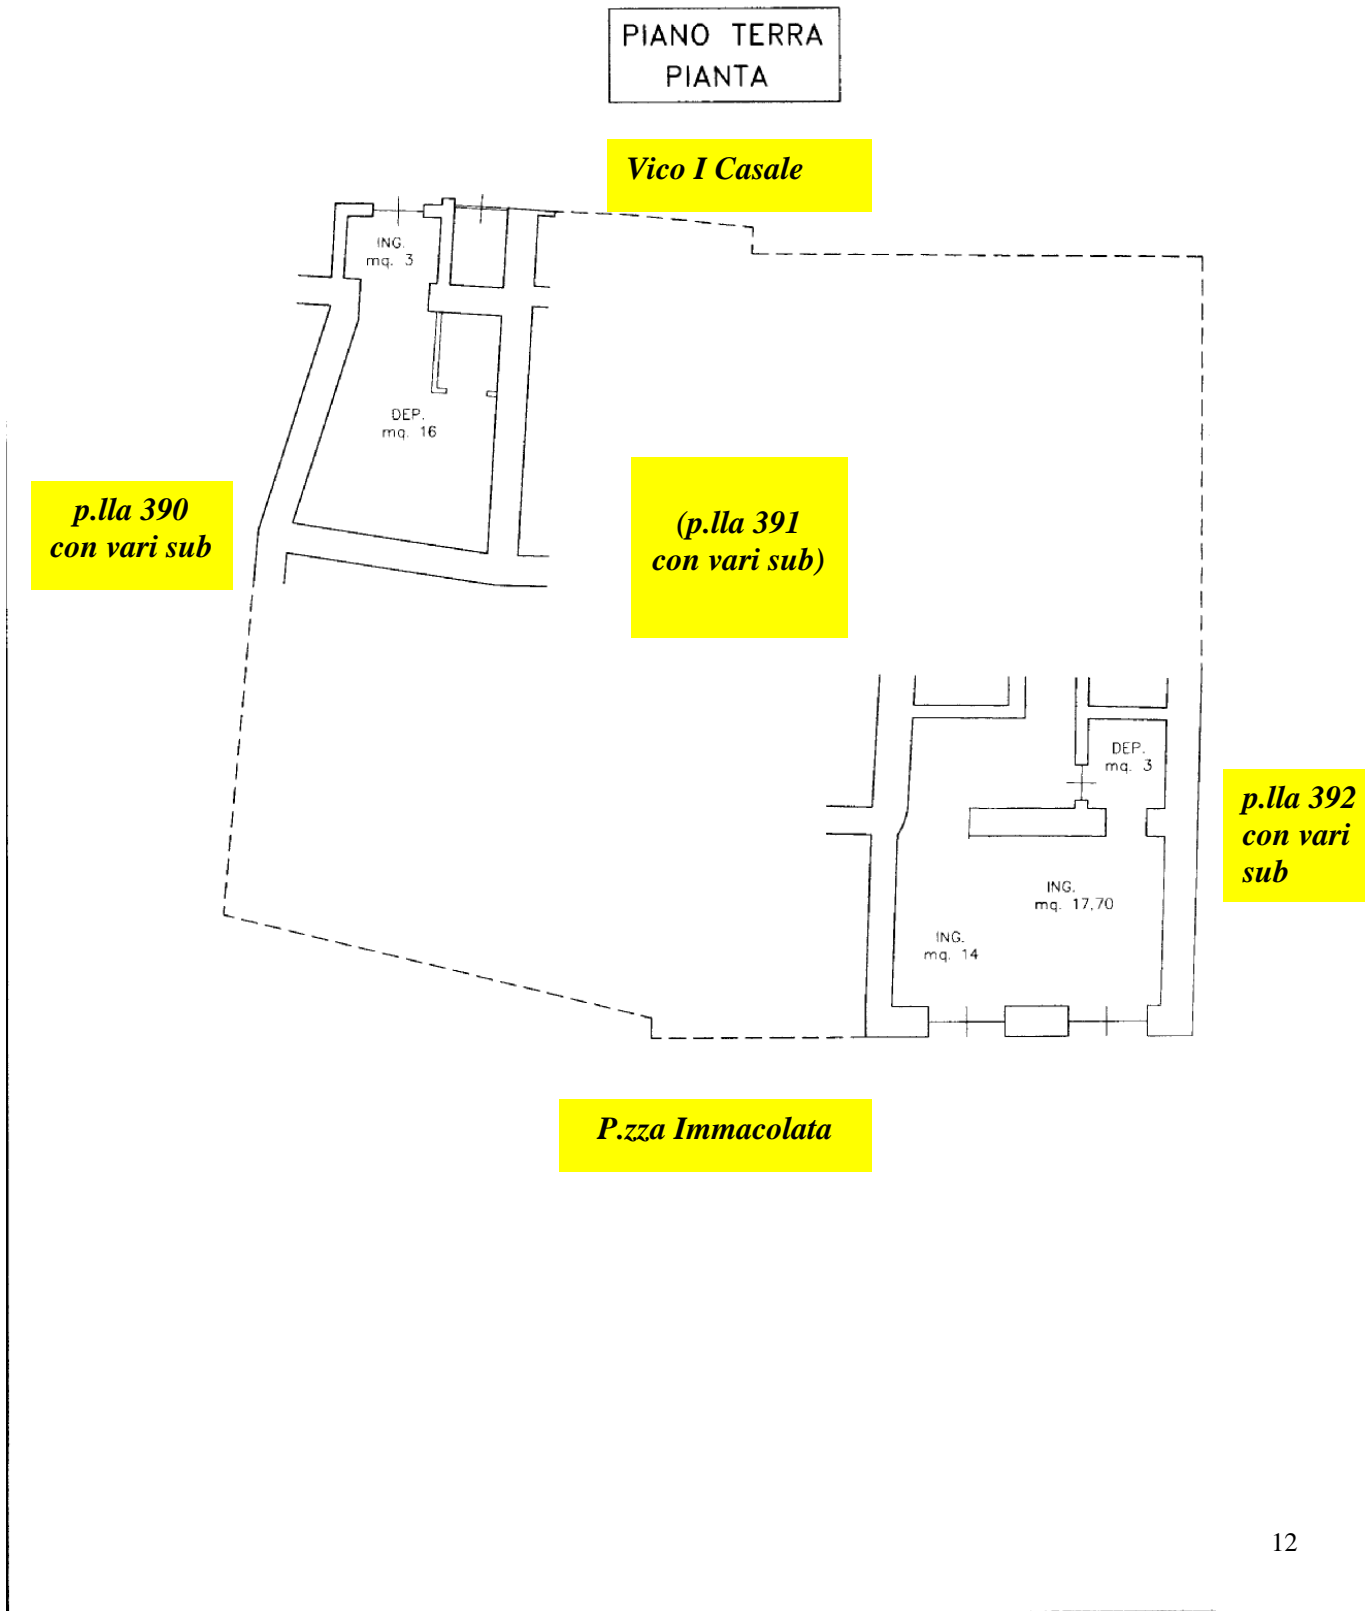 PIANO TERRA
PIANTA
Vico I Casale
ING.
mq. 3
DEP.
mq. 16
p.lla 390
con vari sub
(p.lla 391
con vari sub)
DEP.
mq. 3
p.lla 392
con vari
sub
ING.
mq. 17,70
ING.
mq. 14
P.zza Immacolata
12